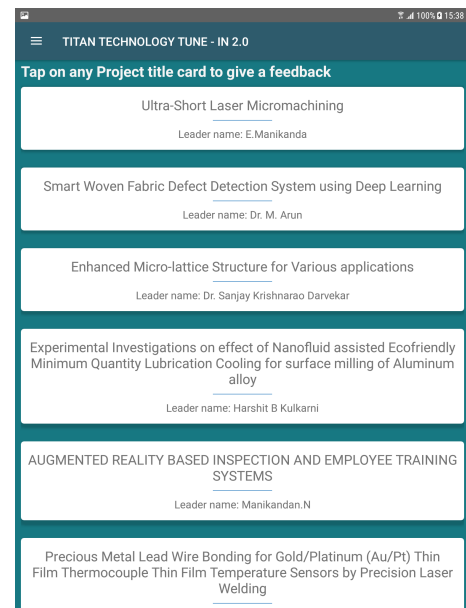 100% 15:38
TITAN TECHNOLOGY TUNE - IN 2.0
Tap on any Project title card to give a feedback
Ultra-Short Laser Micromachining
Leader name: E.Manikanda
Smart Woven Fabric Defect Detection System using Deep Learning
Leader name: Dr. M. Arun
Enhanced Micro-lattice Structure for Various applications
Leader name: Dr. Sanjay Krishnarao Darvekar
Experimental Investigations on effect of Nanofluid assisted Ecofriendly
Minimum Quantity Lubrication Cooling for surface milling of Aluminum
alloy
Leader name: Harshit B Kulkarni
AUGMENTED REALITY BASED INSPECTION AND EMPLOYEE TRAINING
SYSTEMS
Leader name: Manikandan.N
Precious Metal Lead Wire Bonding for Gold/Platinum (Au/Pt) Thin
Film Thermocouple Thin Film Temperature Sensors by Precision Laser
Welding